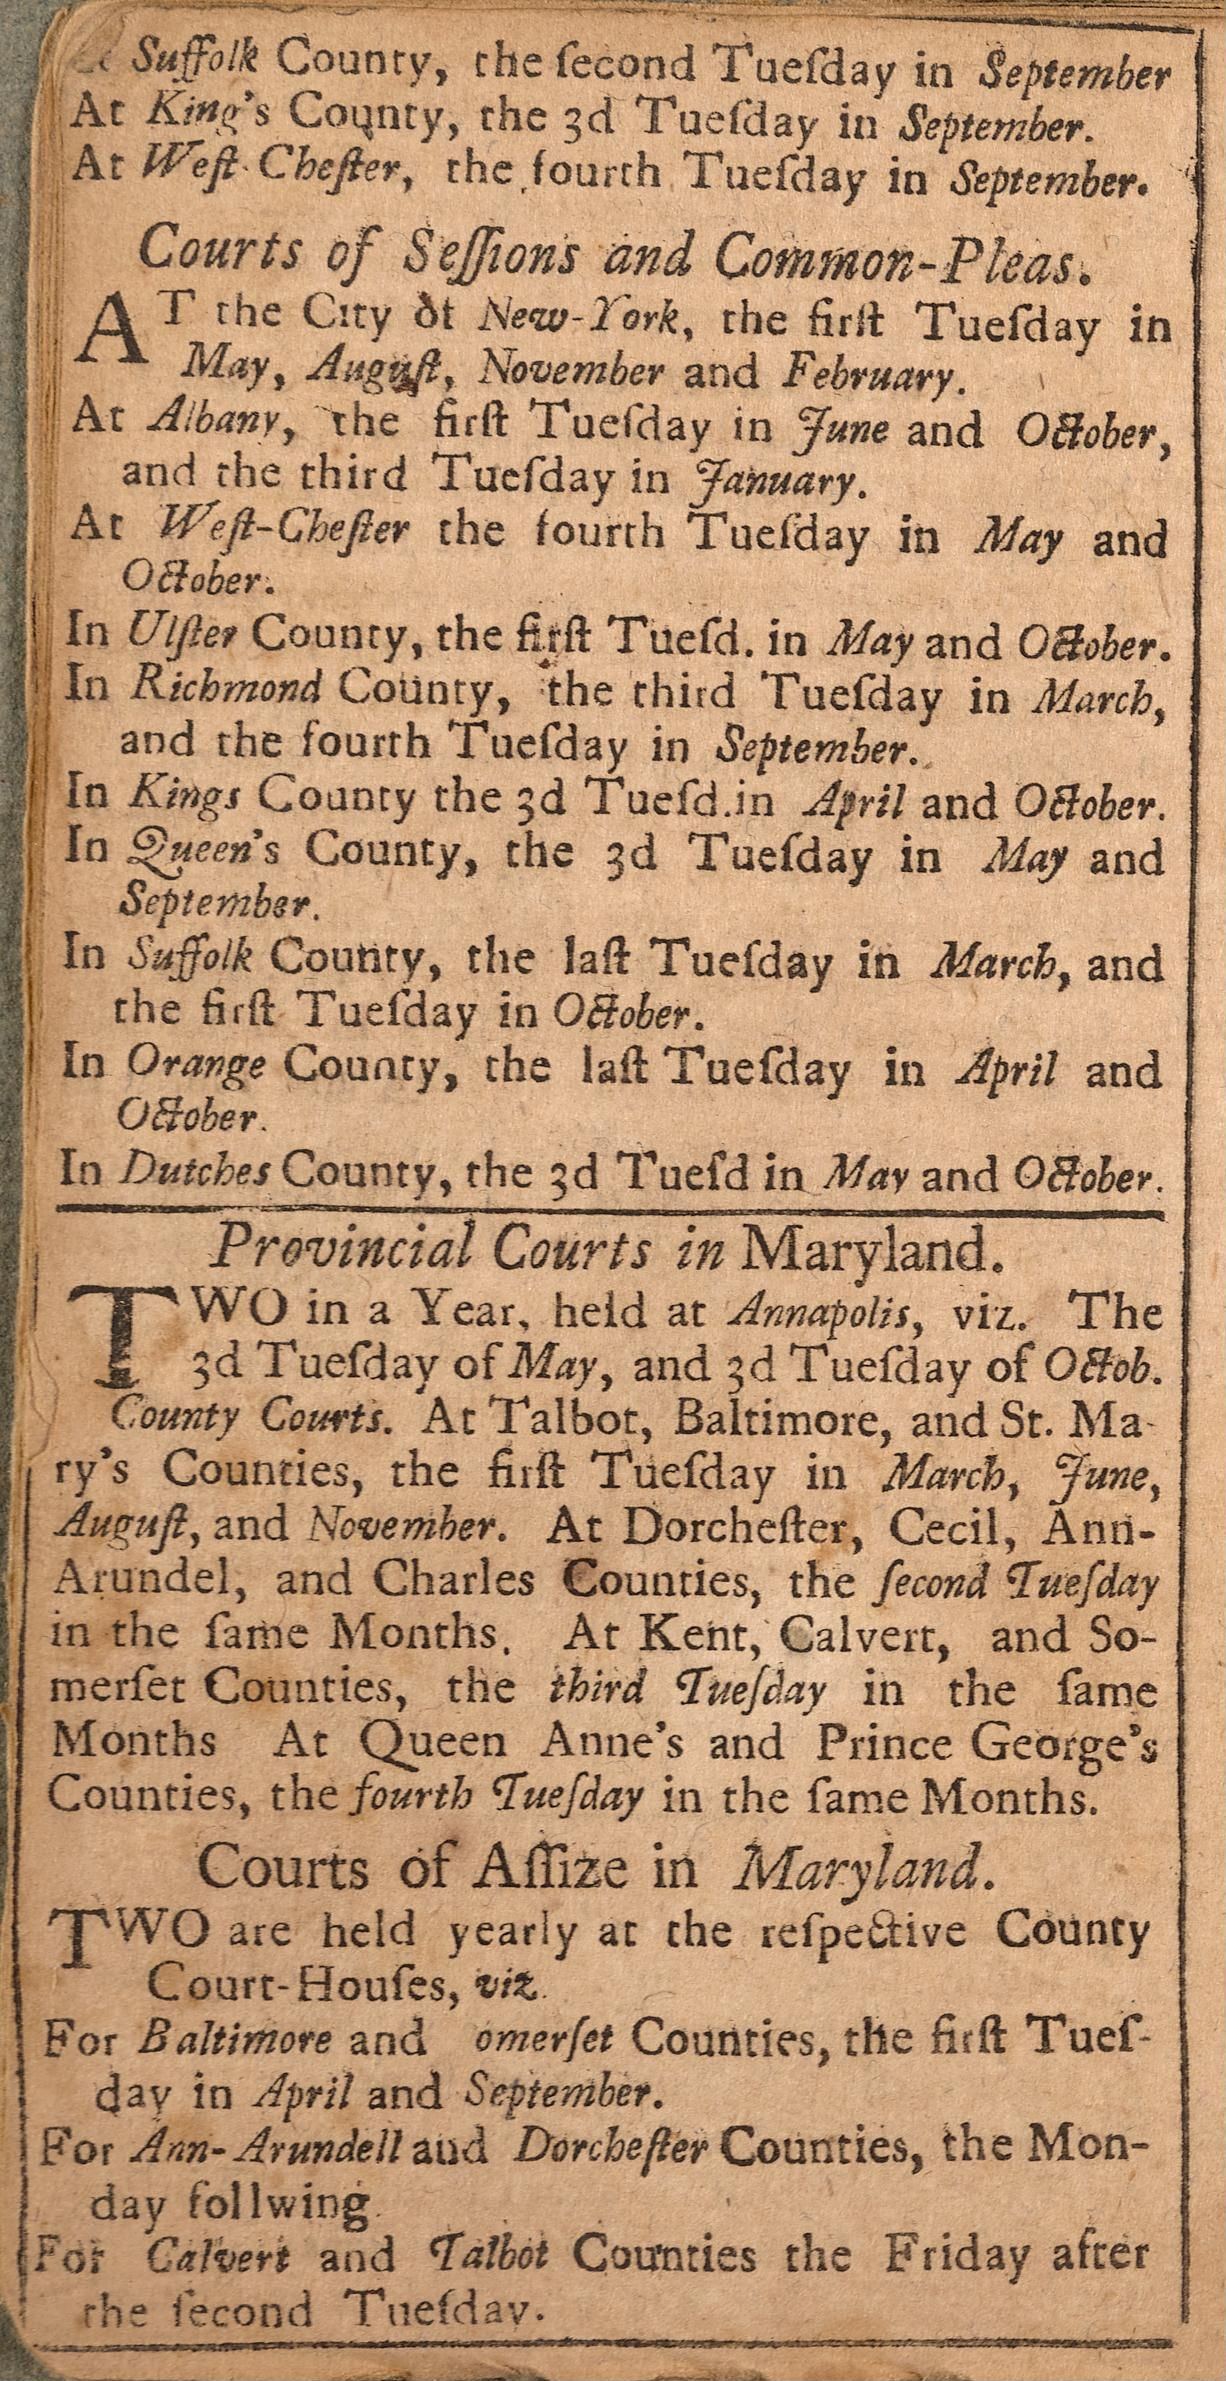 At Suffolk County, the ſecond Tueſday in September
At King's County, the 3d Tueſday in September.
At Weſt Cheſter, the fourth Tueſday in September.
Courts of Seſſions and Common-Pleas.
AT the City ot New-York, the firſt Tueſday in
May, Auguſt, November and February.
At Albany, the firſt Tueſday in June and October,
and the third Tueſday in January.
At Weſt-Cheſter the fourth Tueſday in May and
October.
In Ulſter County, the firſt Tueſd. in May and October.
In Richmond County, the third Tueſday in March,
and the fourth Tueſday in September.
In Kings County the 3d Tueſd.in April and October.
In Queen's County, the 3d Tueſday in May and
September.
In Suffolk County, the laſt Tueſday in March, and
the firſt Tueſday in October.
In Orange County, the laſt Tueſday in April and
October.
In Dutches County, the 3d Tueſd in May and October.
Provincial Courts in Maryland.
TWO in a Year, held at Annapolis, viz. The
3d Tueſday of May, and 3d Tueſday of Octob.
County Courts. At Talbot, Baltimore, and St. Ma-
ry's Counties, the firſt Tueſday in March, June,
Auguſt, and November. At Dorcheſter, Cecil, Ann-
Arundel, and Charles Counties, the ſecond Tueſday
in the ſame Months. At Kent, Calvert, and So-
merſet Counties, the third Tueſday in the ſame
Months At Queen Anne's and Prince George's
Counties, the fourth Tueſday in the ſame Months.
Courts of Aſſize in Maryland.
TWO are held yearly at the reſpective County
Court-Houſes, viz.
For Baltimore and omerſet Counties, the firſt Tueſ-
day in April and September.
For Ann-Arundell and Dorcheſter Counties, the Mon-
day follwing.
For Calvert and Talbot Counties the Friday after
the ſecond Tueſday.